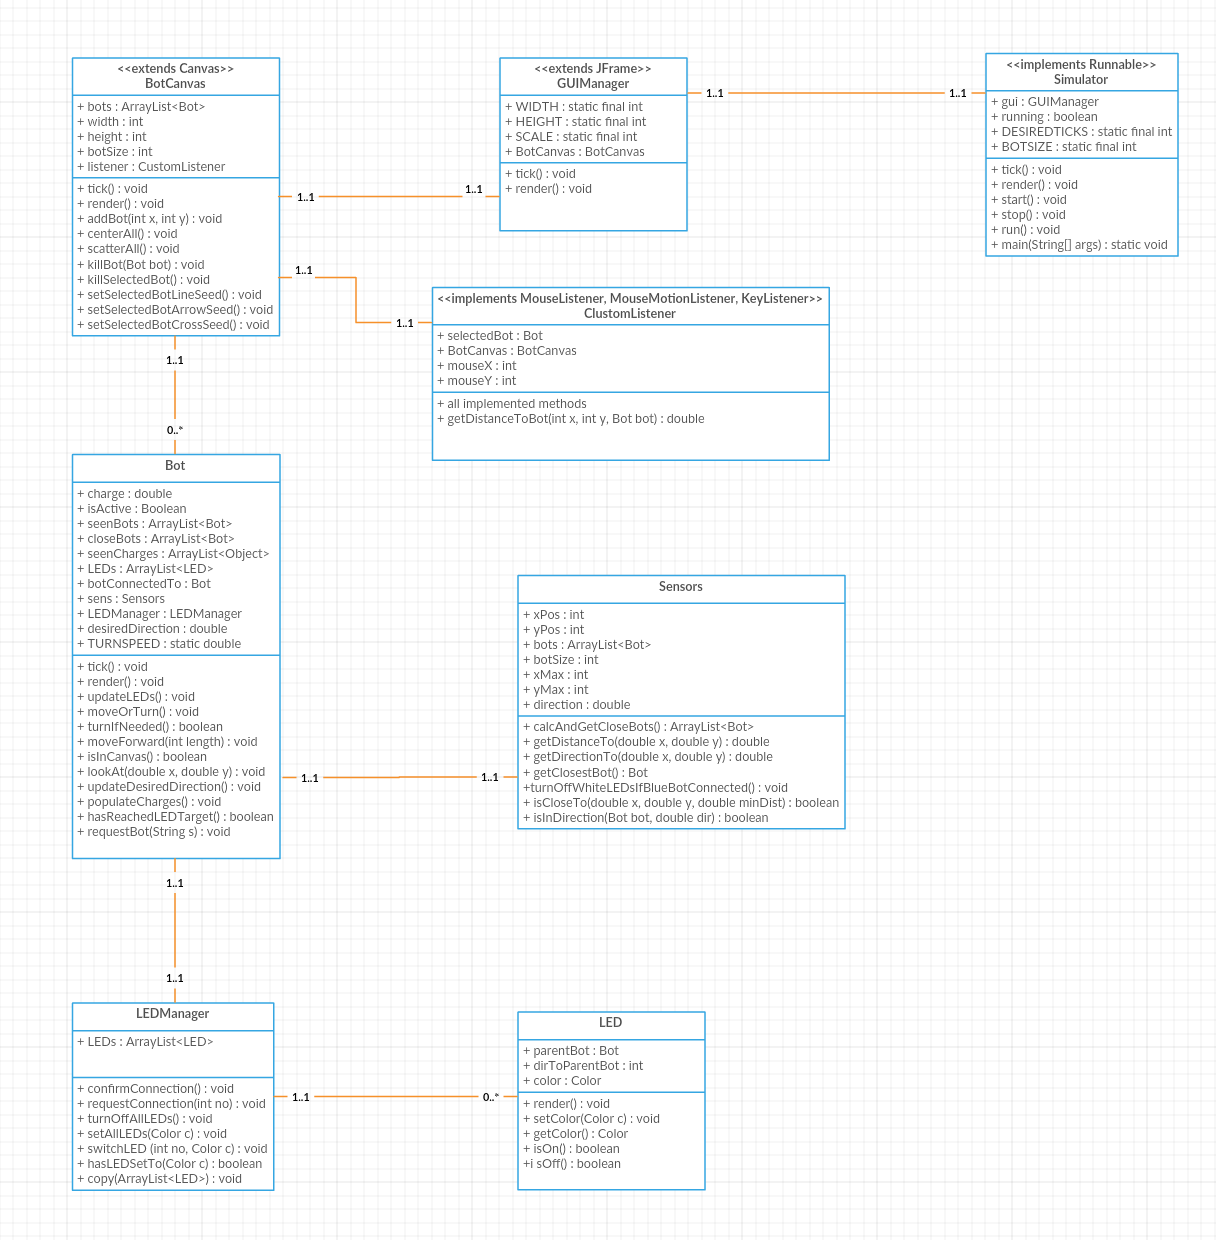 <<extends Canvas>>
BotCanvas
+ bots : ArrayList<Bot>
+ width : int
+ height : int
+ botSize : int
+ listener : CustomListener
+ tick() : void
+ render() : void
+ addBot(int x, int y) : void
+ centerAll() : void
+ scatterAll() : void
+ killBot(Bot bot) : void
+ killSelectedBot() : void
+ setSelectedBotLineSeed() : void
+ setSelectedBotArrowSeed() : void
+ setSelectedBotCrossSeed() : void
<<extends JFrame>>
GUIManager
+ WIDTH : static final int
+ HEIGHT : static final int
+ SCALE : static final int
+ BotCanvas : BotCanvas
+ tick() : void
+ render() : void
1..1
1..1
<<implements Runnable>>
Simulator
+ gui : GUIManager
+ running : boolean
+ DESIREDTICKS : static final int
+ BOTSIZE : static final int
+ tick() : void
+ render() : void
+ start() : void
+ stop() : void
+ run() : void
+ main(String[] args) : static void
1..1
1..1
1..1
1..1
<<implements MouseListener, MouseMotionListener, KeyListener>>
ClustomListener
+ selectedBot : Bot
+ BotCanvas : BotCanvas
+ mouseX : int
+ mouseY : int
+ all implemented methods
+ getDistanceToBot(int x, int y, Bot bot) : double
1..1
0..*
Bot
+ charge : double
+ isActive : Boolean
+ seenBots : ArrayList<Bot>
+ closeBots : ArrayList<Bot>
+ seenCharges : ArrayList<Object>
+ LEDs : ArrayList<LED>
+ botConnectedTo : Bot
+ sens : Sensors
+ LEDManager : LEDManager
+ desiredDirection : double
+ TURNSPEED : static double
+ tick() : void
+ render() : void
+ updateLEDs() : void
+ moveOrTurn() : void
+ turnIfNeeded() : boolean
+ moveForward(int length) : void
+ isInCanvas() : boolean
+ lookAt(double x, double y) : void
+ updateDesiredDirection() : void
+ populateCharges() : void
+ hasReachedLEDTarget() : boolean
+ requestBot(String s) : void
1..1
1..1
Sensors
+ xPos : int
+ yPos : int
+ bots : ArrayList<Bot>
+ botSize : int
+ xMax : int
+ yMax : int
+ direction : double
+ calcAndGetCloseBots() : ArrayList<Bot>
+ getDistanceTo(double x, double y) : double
+ getDirectionTo(double x, double y) : double
+ getClosestBot() : Bot
+turnOffWhiteLEDsIfBlueBotConnected() : void
+ isCloseTo(double x, double y, double minDist) : boolean
+ isInDirection(Bot bot, double dir) : boolean
1..1
1..1
LEDManager
+ LEDs : ArrayList<LED>
+ confirmConnection() : void
+ requestConnection(int no) : void
+ turnOffAllLEDs() : void
+ setAllLEDs(Color c) : void
+ switchLED (int no, Color c) : void
+ hasLEDSetTo(Color c) : boolean
+ copy(ArrayList<LED>) : void
1..1
0..*
LED
+ parentBot : Bot
+ dirToParentBot : int
+ color : Color
+ render() : void
+ setColor(Color c) : void
+ getColor() : Color
+ isOn() : boolean
+i sOff() : boolean